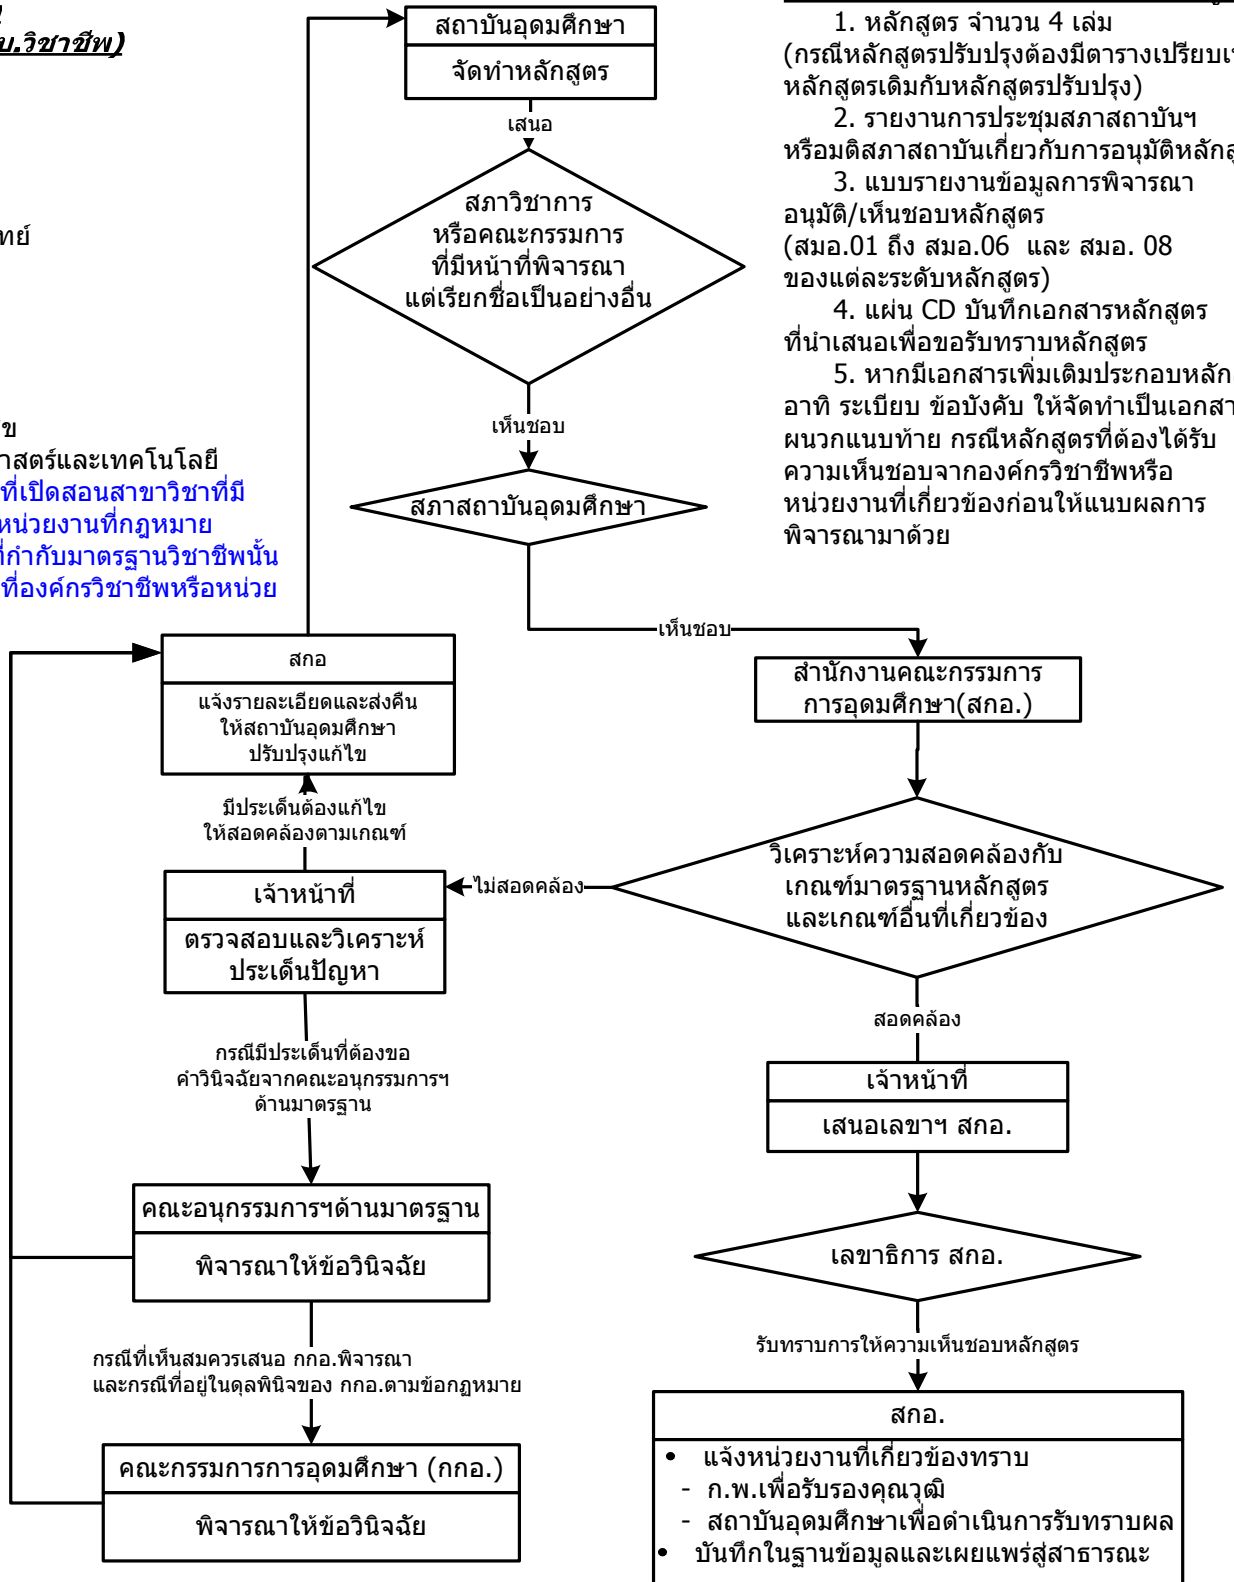 บ.วิชาชีพ)
ทย์
ข
าสตร์และเทคโนโลยี
ที่เปิดสอนสาขาวิชาที่มี
หน่วยงานที่กฎหมาย
ที่กำกับมาตรฐานวิชาชีพนั้น
ที่องค์กรวิชาชีพหรือหน่วย
สถาบันอุดมศึกษา
จัดทำหลักสูตร
เสนอ
สภาวิชาการ
หรือคณะกรรมการ
ที่มีหน้าที่พิจารณา
แต่เรียกชื่อเป็นอย่างอื่น
เห็นชอบ
สภาสถาบันอุดมศึกษา
เห็นชอบ
1. หลักสูตร จำนวน 4 เล่ม
(กรณีหลักสูตรปรับปรุงต้องมีตารางเปรียบเ
หลักสูตรเดิมกับหลักสูตรปรับปรุง)
2. รายงานการประชุมสภาสถาบันฯ
หรือมติสภาสถาบันเกี่ยวกับการอนุมัติหลักสู
3. แบบรายงานข้อมูลการพิจารณา
อนุมัติ/เห็นชอบหลักสูตร
(สมอ.01 ถึง สมอ.06 และ สมอ. 08
ของแต่ละระดับหลักสูตร)
4. แผ่น CD บันทึกเอกสารหลักสูตร
ที่นำเสนอเพื่อขอรับทราบหลักสูตร
5. หากมีเอกสารเพิ่มเติมประกอบหลัก
อาทิ ระเบียบ ข้อบังคับ ให้จัดทำเป็นเอกสา
ผนวกแนบท้าย กรณีหลักสูตรที่ต้องได้รับ
ความเห็นชอบจากองค์กรวิชาชีพหรือ
หน่วยงานที่เกี่ยวข้องก่อนให้แนบผลการ
พิจารณามาด้วย
สำนักงานคณะกรรมการ
การอุดมศึกษา(สกอ.)
วิเคราะห์ความสอดคล้องกับ
เกณฑ์มาตรฐานหลักสูตร
และเกณฑ์อื่นที่เกี่ยวข้อง
ไม่สอดคล้อง
สกอ
แจ้งรายละเอียดและส่งคืน
ให้สถาบันอุดมศึกษา
ปรับปรุงแก้ไข
มีประเด็นต้องแก้ไข
ให้สอดคล้องตามเกณฑ์
เจ้าหน้าที่
ตรวจสอบและวิเคราะห์
ประเด็นปัญหา
กรณีมีประเด็นที่ต้องขอ
คำวินิจฉัยจากคณะอนุกรรมการฯ
ด้านมาตรฐาน
คณะอนุกรรมการฯด้านมาตรฐาน
พิจารณาให้ข้อวินิจฉัย
กรณีที่เห็นสมควรเสนอ กกอ.พิจารณา
และกรณีที่อยู่ในดุลพินิจของ กกอ.ตามข้อกฎหมาย
คณะกรรมการการอุดมศึกษา (กกอ.)
พิจารณาให้ข้อวินิจฉัย
สอดคล้อง
เจ้าหน้าที่
เสนอเลขาฯ สกอ.
เลขาธิการ สกอ.
รับทราบการให้ความเห็นชอบหลักสูตร
สกอ.
• แจ้งหน่วยงานที่เกี่ยวข้องทราบ
- ก.พ.เพื่อรับรองคุณวุฒิ
- สถาบันอุดมศึกษาเพื่อดำเนินการรับทราบผล
• บันทึกในฐานข้อมูลและเผยแพร่สู่สาธารณะ